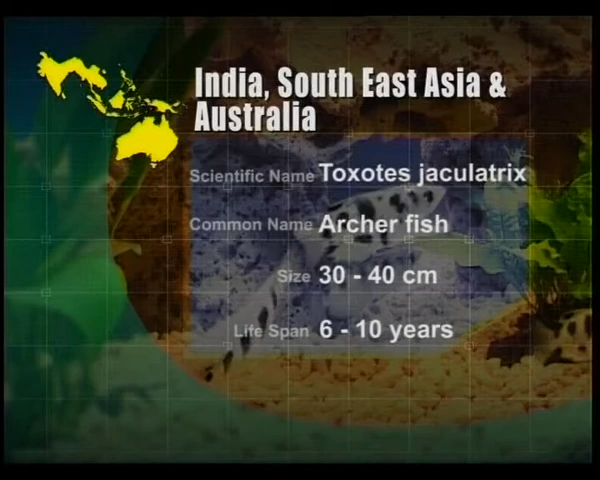 India, South East Asia &
Australia
Scientific Name Toxotes jaculatrix
Common Name Archer fish
Size 30 - 40 cm
Life Span 6 - 10 years